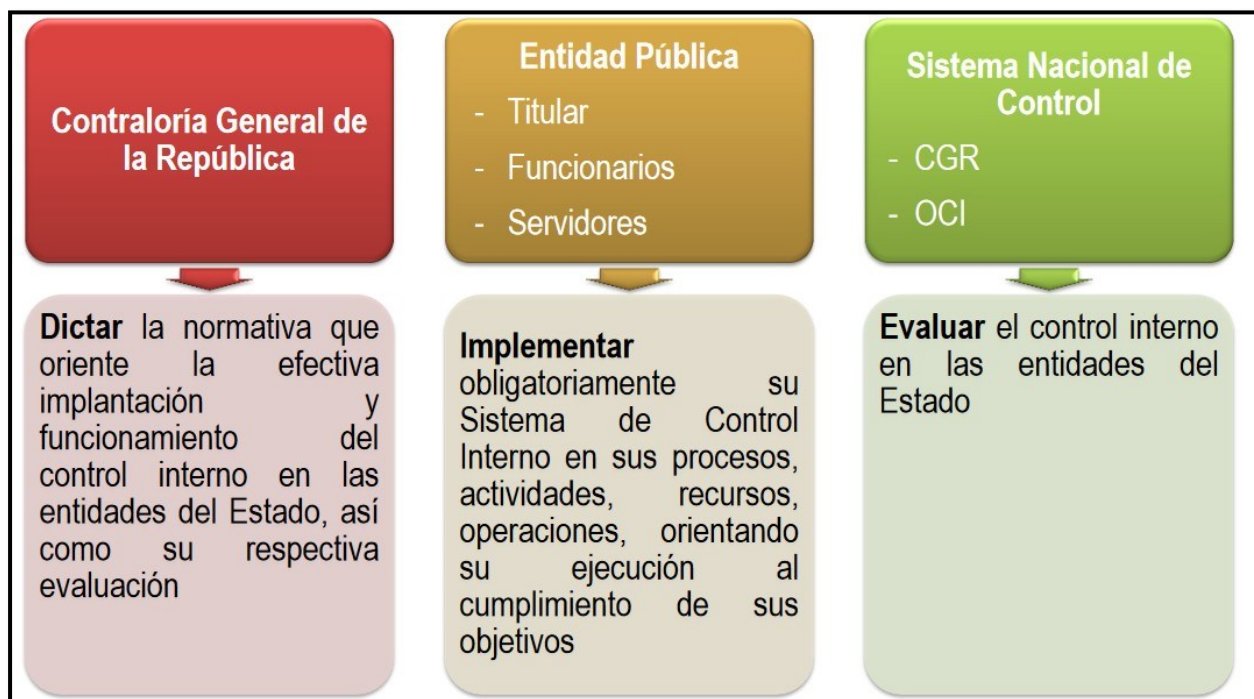 Contraloría General de
la República
Dictar la normativa que
oriente la efectiva
implantación y
funcionamiento del
control interno en las
entidades del Estado, así
como su respectiva
evaluación
Entidad Pública
- Titular
- Funcionarios
- Servidores
Implementar
obligatoriamente su
Sistema de Control
Interno en sus procesos,
actividades, recursos,
operaciones, orientando
su ejecución al
cumplimiento de sus
objetivos
Sistema Nacional de
Control
- CGR
- OCI
Evaluar el control interno
en las entidades del
Estado